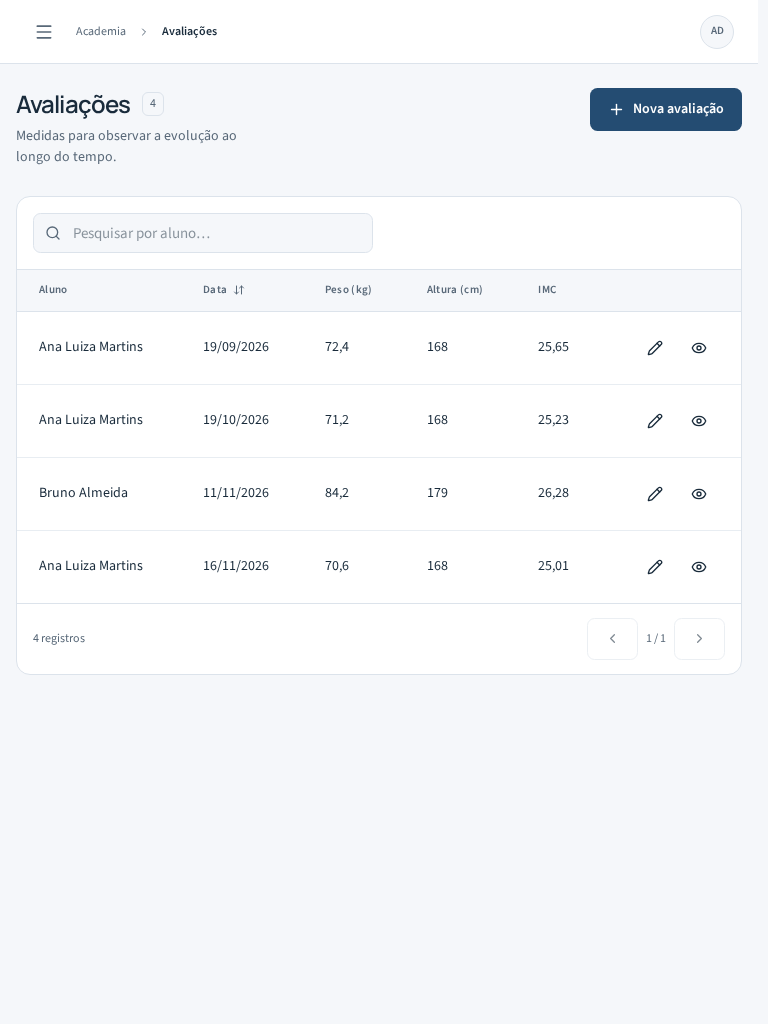 Academia > Avaliações
AD
Avaliações 4
Medidas para observar a evolução ao
longo do tempo.
Nova avaliação
Pesquisar por aluno…
Aluno Data Peso (kg) Altura (cm) IMC
Ana Luiza Martins 19/09/2026 72,4 168 25,65
Ana Luiza Martins 19/10/2026 71,2 168 25,23
Bruno Almeida 11/11/2026 84,2 179 26,28
Ana Luiza Martins 16/11/2026 70,6 168 25,01
4 registros
1 / 1